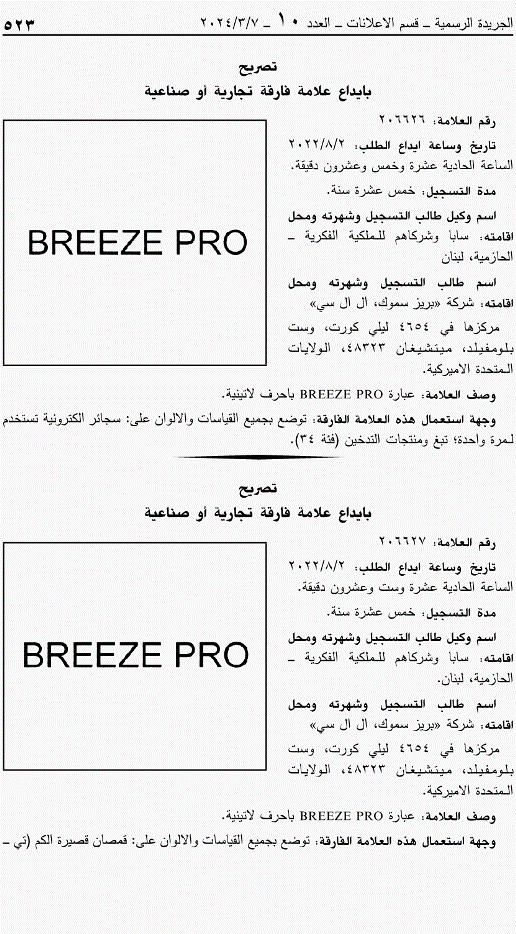 الجريدة الرسمية ـ قسم الاعلانات ـ العدد ١٠ ـ ٢٠٢٤/٣/٧
٥٢٣
تصريح
بايداع علامة فارقة تجارية أو صناعية
رقم العلامة: ٢٠٦٦٢٦
تاريخ وساعة ايداع الطلب: ٢٠٢٢/٨/٢
الساعة الحادية عشرة وخمس وعشرون دقيقة.
مدة التسجيل: خمس عشرة سنة.
اسم وكيل طالب التسجيل وشهرته ومحل
اقامته: سابا وشركاهم للملكية الفكرية ـ
الحازمية، لبنان
اسم طالب التسجيل وشهرته ومحل
اقامته: شركة «بريز سموك، ال ال سي»
مركزها في ٤٦٥٤ ليلي كورت، وست
بلومفيلد، ميتشيغان ٤٨٣٢٣، الولايات
المتحدة الاميركية.
BREEZE PRO
وصف العلامة: عبارة BREEZE PRO باحرف لاتينية.
وجهة استعمال هذه العلامة الفارقة: توضع بجميع القياسات والالوان على: سجائر الكترونية تستخدم
لمرة واحدة؛ تبغ ومنتجات التدخين (فئة ٣٤).
تصريح
بايداع علامة فارقة تجارية أو صناعية
رقم العلامة: ٢٠٦٦٢٧
تاريخ وساعة ايداع الطلب: ٢٠٢٢/٨/٢
الساعة الحادية عشرة وست وعشرون دقيقة.
مدة التسجيل: خمس عشرة سنة.
اسم وكيل طالب التسجيل وشهرته ومحل
اقامته: سابا وشركاهم للملكية الفكرية ـ
الحازمية، لبنان.
اسم طالب التسجيل وشهرته ومحل
اقامته: شركة «بريز سموك، ال ال سي»
مركزها في ٤٦٥٤ ليلي كورت، وست
بلومفيلد، ميتشيغان ٤٨٣٢٣، الولايات
المتحدة الاميركية.
BREEZE PRO
وصف العلامة: عبارة BREEZE PRO باحرف لاتينية.
وجهة استعمال هذه العلامة الفارقة: توضع بجميع القياسات والالوان على: قمصان قصيرة الكم (تي ـ